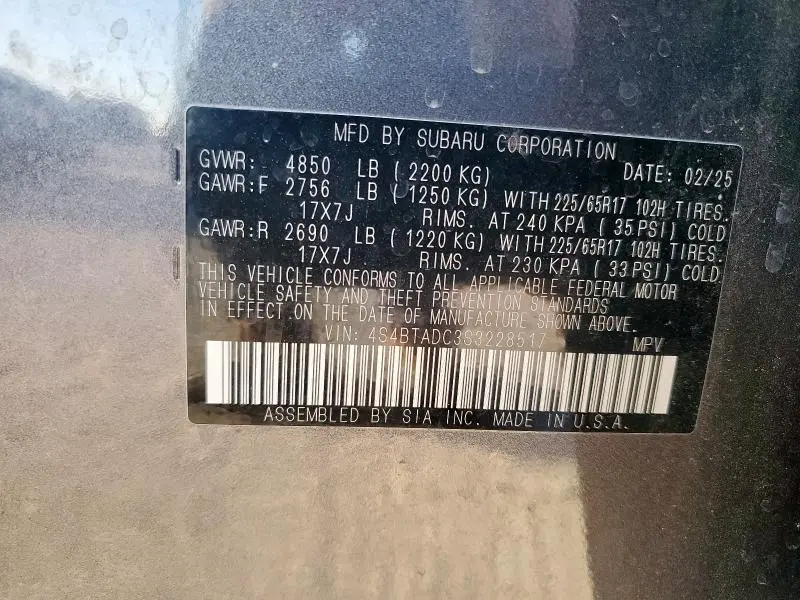 MFD BY SUBARU CORPORATION
GVWR: 4850 LB (2200 KG) DATE: 02/25
GAWR:F 2756 LB (1250 KG) WITH 225/65R17 102H TIRES.
17X7J RIMS. AT 240 KPA (35 PSI) COLD
GAWR:R 2690 LB (1220 KG) WITH 225/65R17 102H TIRES.
17X7J RIMS. AT 230 KPA (33 PSI) COLD
THIS VEHICLE CONFORMS TO ALL APPLICABLE FEDERAL MOTOR
VEHICLE SAFETY AND THEFT PREVENTION STANDARDS
IN EFFECT ON THE DATE OF MANUFACTURE SHOWN ABOVE.
VIN: 4S4BTADC3S3228517 MPV
ASSEMBLED BY SIA INC. MADE IN U.S.A.